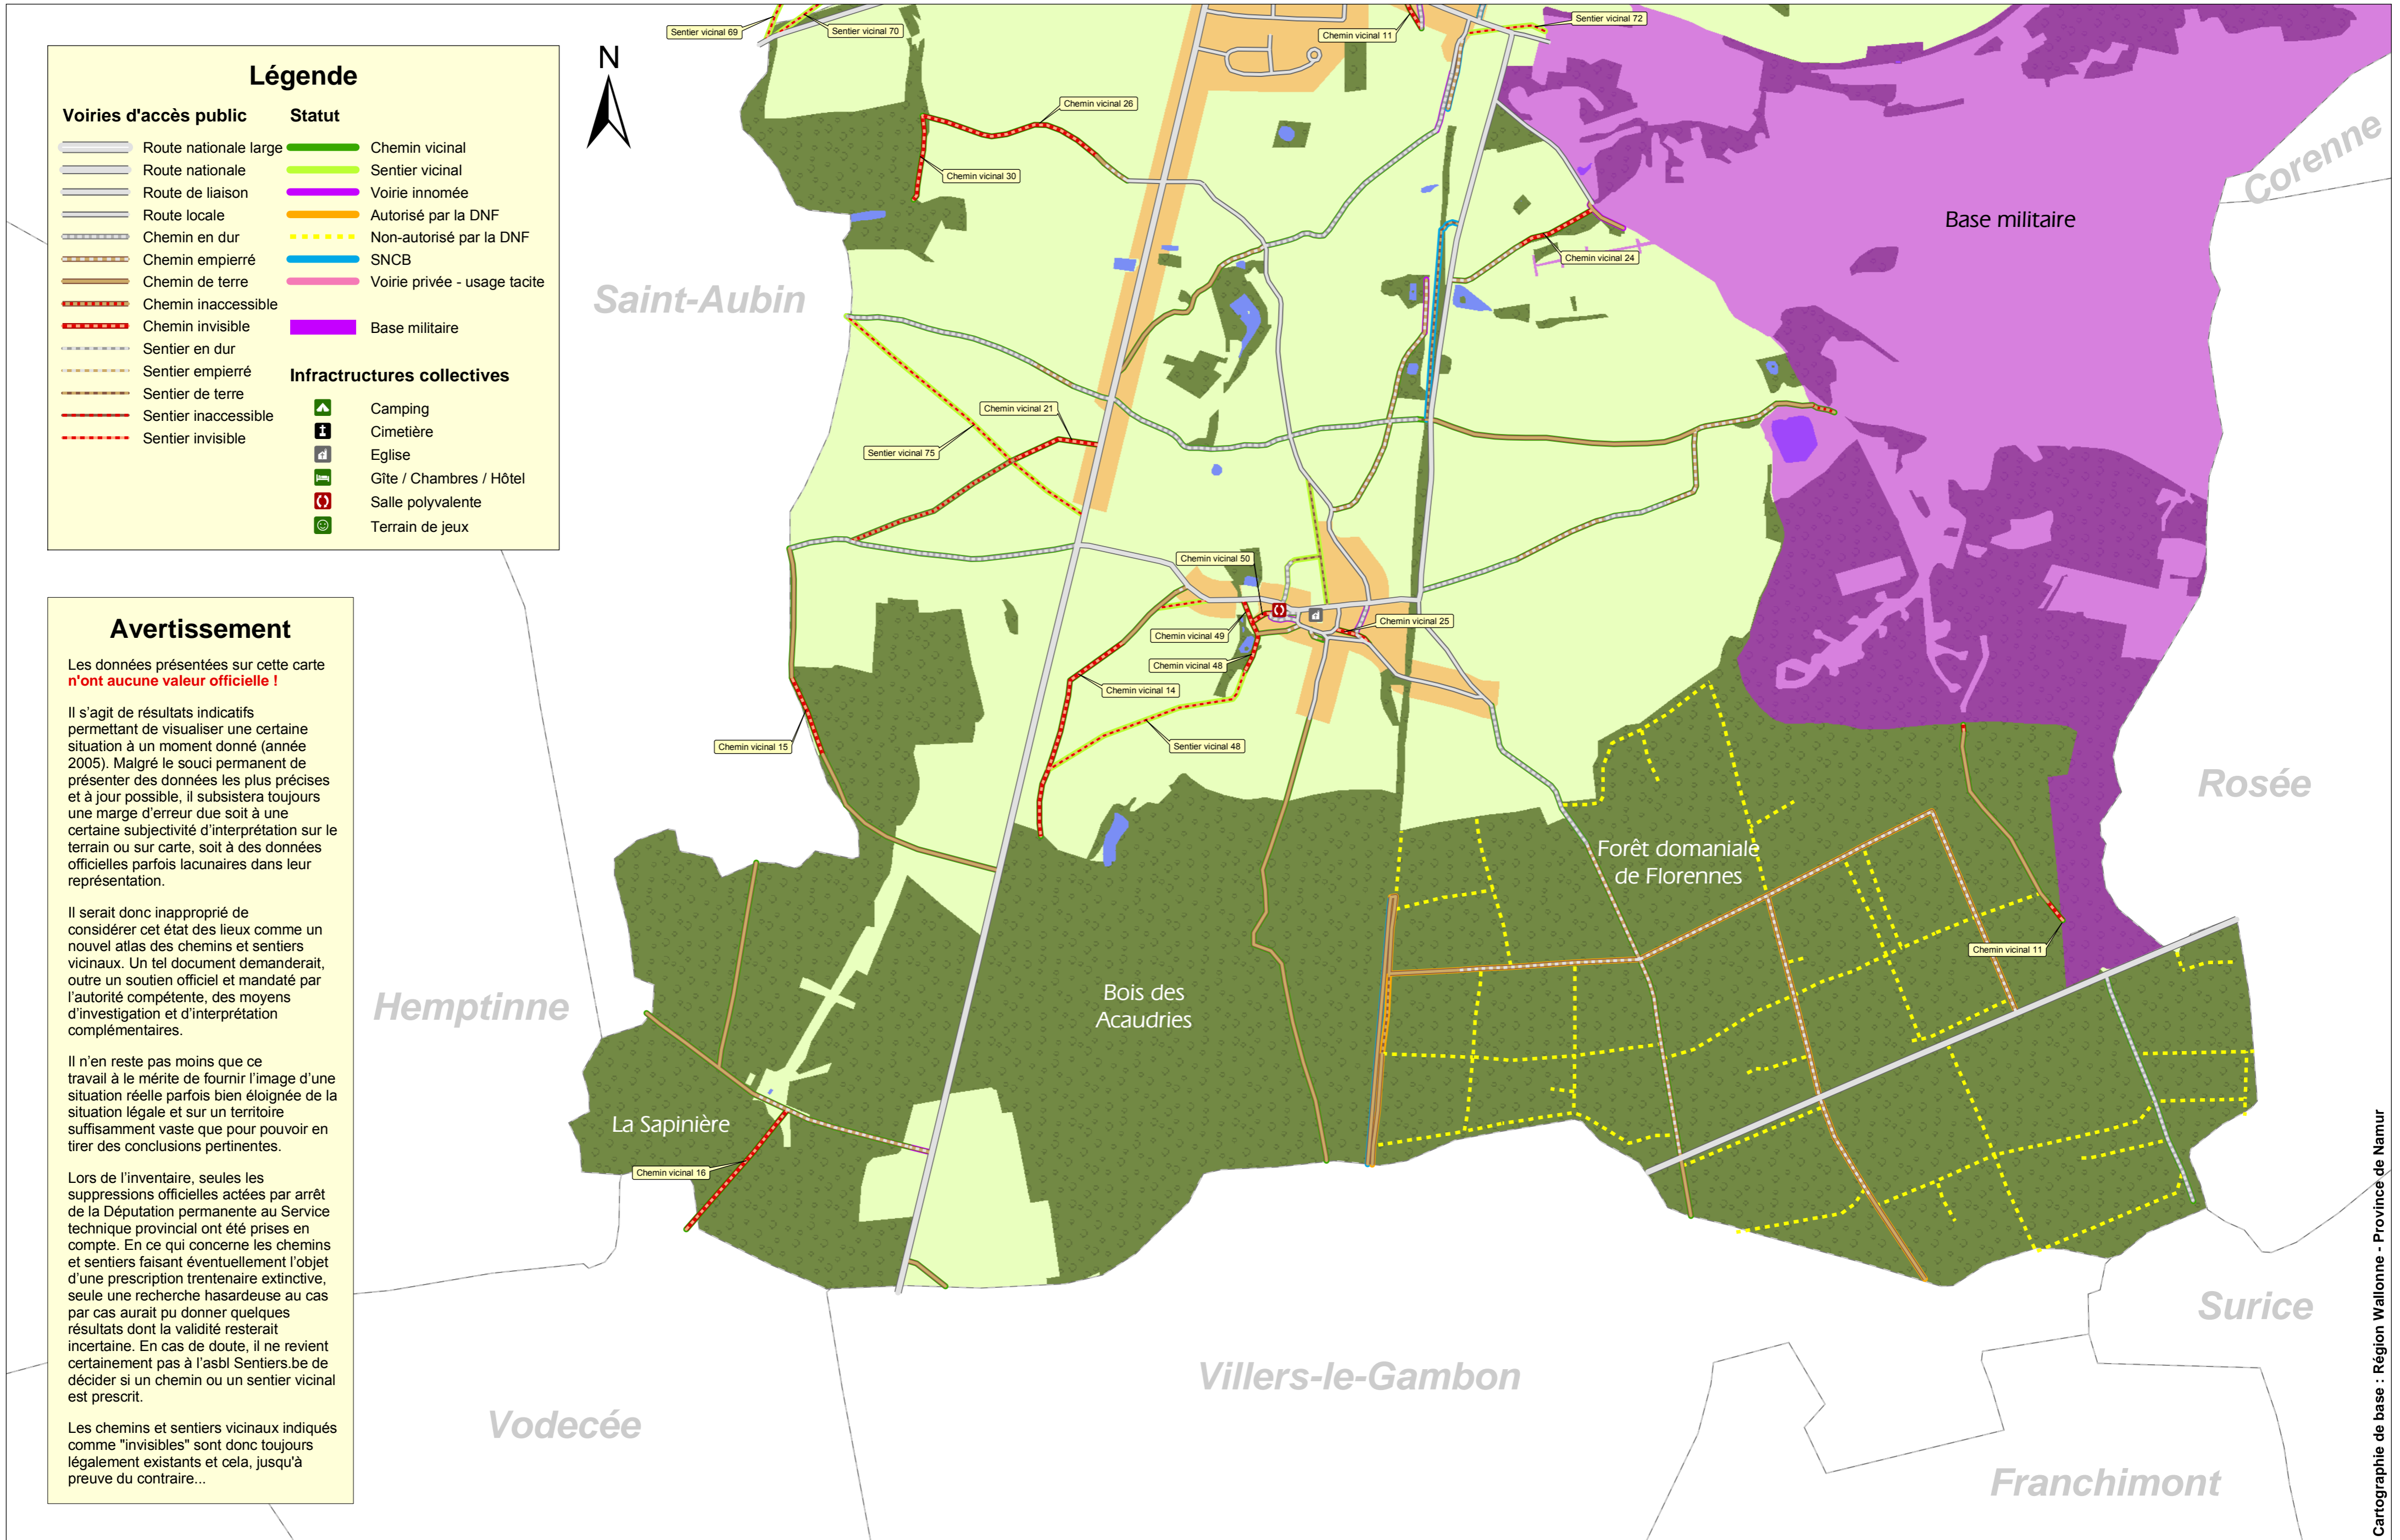 Légende
Voiries d'accès public
Route nationale large
Route nationale
Route de liaison
Route locale
Chemin en dur
Chemin empierré
Chemin de terre
Chemin inaccessible
Chemin invisible
Sentier en dur
Sentier empierré
Sentier de terre
Sentier inaccessible
Sentier invisible
Statut
Chemin vicinal
Sentier vicinal
Voirie innomée
Autorisé par la DNF
Non-autorisé par la DNF
SNCB
Voirie privée - usage tacite
Base militaire
Infractructures collectives
Camping
Cimetière
Eglise
Gîte / Chambres / Hôtel
Salle polyvalente
Terrain de jeux
Avertissement
Les données présentées sur cette carte
n'ont aucune valeur officielle !
Il s'agit de résultats indicatifs
permettant de visualiser une certaine
situation à un moment donné (année
2005). Malgré le souci permanent de
présenter des données les plus précises
et à jour possible, il subsistera toujours
une marge d'erreur due soit à une
certaine subjectivité d'interprétation sur le
terrain ou sur carte, soit à des données
officielles parfois lacunaires dans leur
représentation.
Il serait donc inapproprié de
considérer cet état des lieux comme un
nouvel atlas des chemins et sentiers
vicinaux. Un tel document demanderait,
outre un soutien officiel et mandaté par
l'autorité compétente, des moyens
d'investigation et d'interprétation
complémentaires.
Il n'en reste pas moins que ce
travail à le mérite de fournir l'image d'une
situation réelle parfois bien éloignée de la
situation légale et sur un territoire
suffisamment vaste que pour pouvoir en
tirer des conclusions pertinentes.
Lors de l'inventaire, seules les
suppressions officielles actées par arrêt
de la Députation permanente au Service
technique provincial ont été prises en
compte. En ce qui concerne les chemins
et sentiers faisant éventuellement l'objet
d'une prescription trentenaire extinctive,
seule une recherche hasardeuse au cas
par cas aurait pu donner quelques
résultats dont la validité resterait
incertaine. En cas de doute, il ne revient
certainement pas à l'asbl Sentiers.be de
décider si un chemin ou un sentier vicinal
est prescrit.
Les chemins et sentiers vicinaux indiqués
comme "invisibles" sont donc toujours
légalement existants et cela, jusqu'à
preuve du contraire...
N
Sentier vicinal 69
Sentier vicinal 70
Chemin vicinal 11
Sentier vicinal 72
Chemin vicinal 26
Chemin vicinal 30
Corenne
Base militaire
Chemin vicinal 24
Saint-Aubin
Chemin vicinal 21
Sentier vicinal 75
Chemin vicinal 50
Chemin vicinal 25
Chemin vicinal 49
Chemin vicinal 48
Chemin vicinal 14
Chemin vicinal 15
Sentier vicinal 48
Rosée
Forêt domaniale
de Florennes
Chemin vicinal 11
Hemptinne
Bois des
Acaudries
La Sapinière
Chemin vicinal 16
Surice
Villers-le-Gambon
Vodecée
Franchimont
Cartographie de base : Région Wallonne - Province de Namur